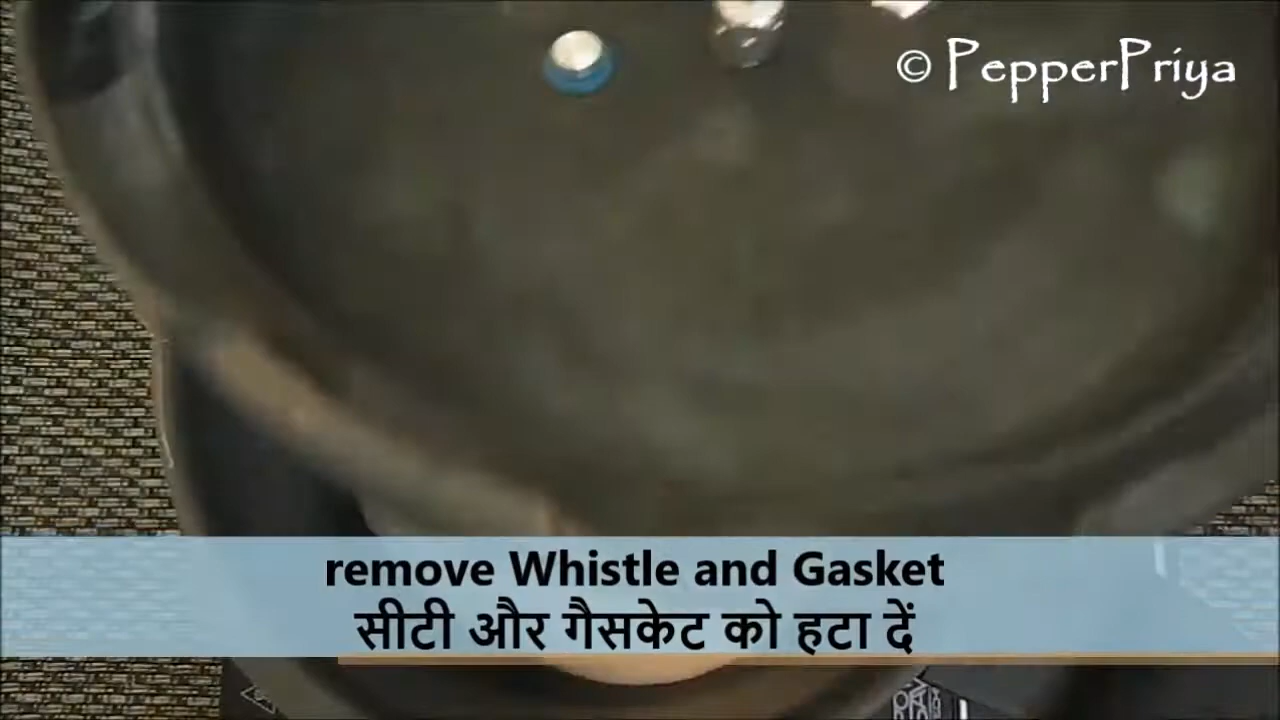 © PepperPriya
remove Whistle and Gasket
सीटी और गैसकेट को हटा दें